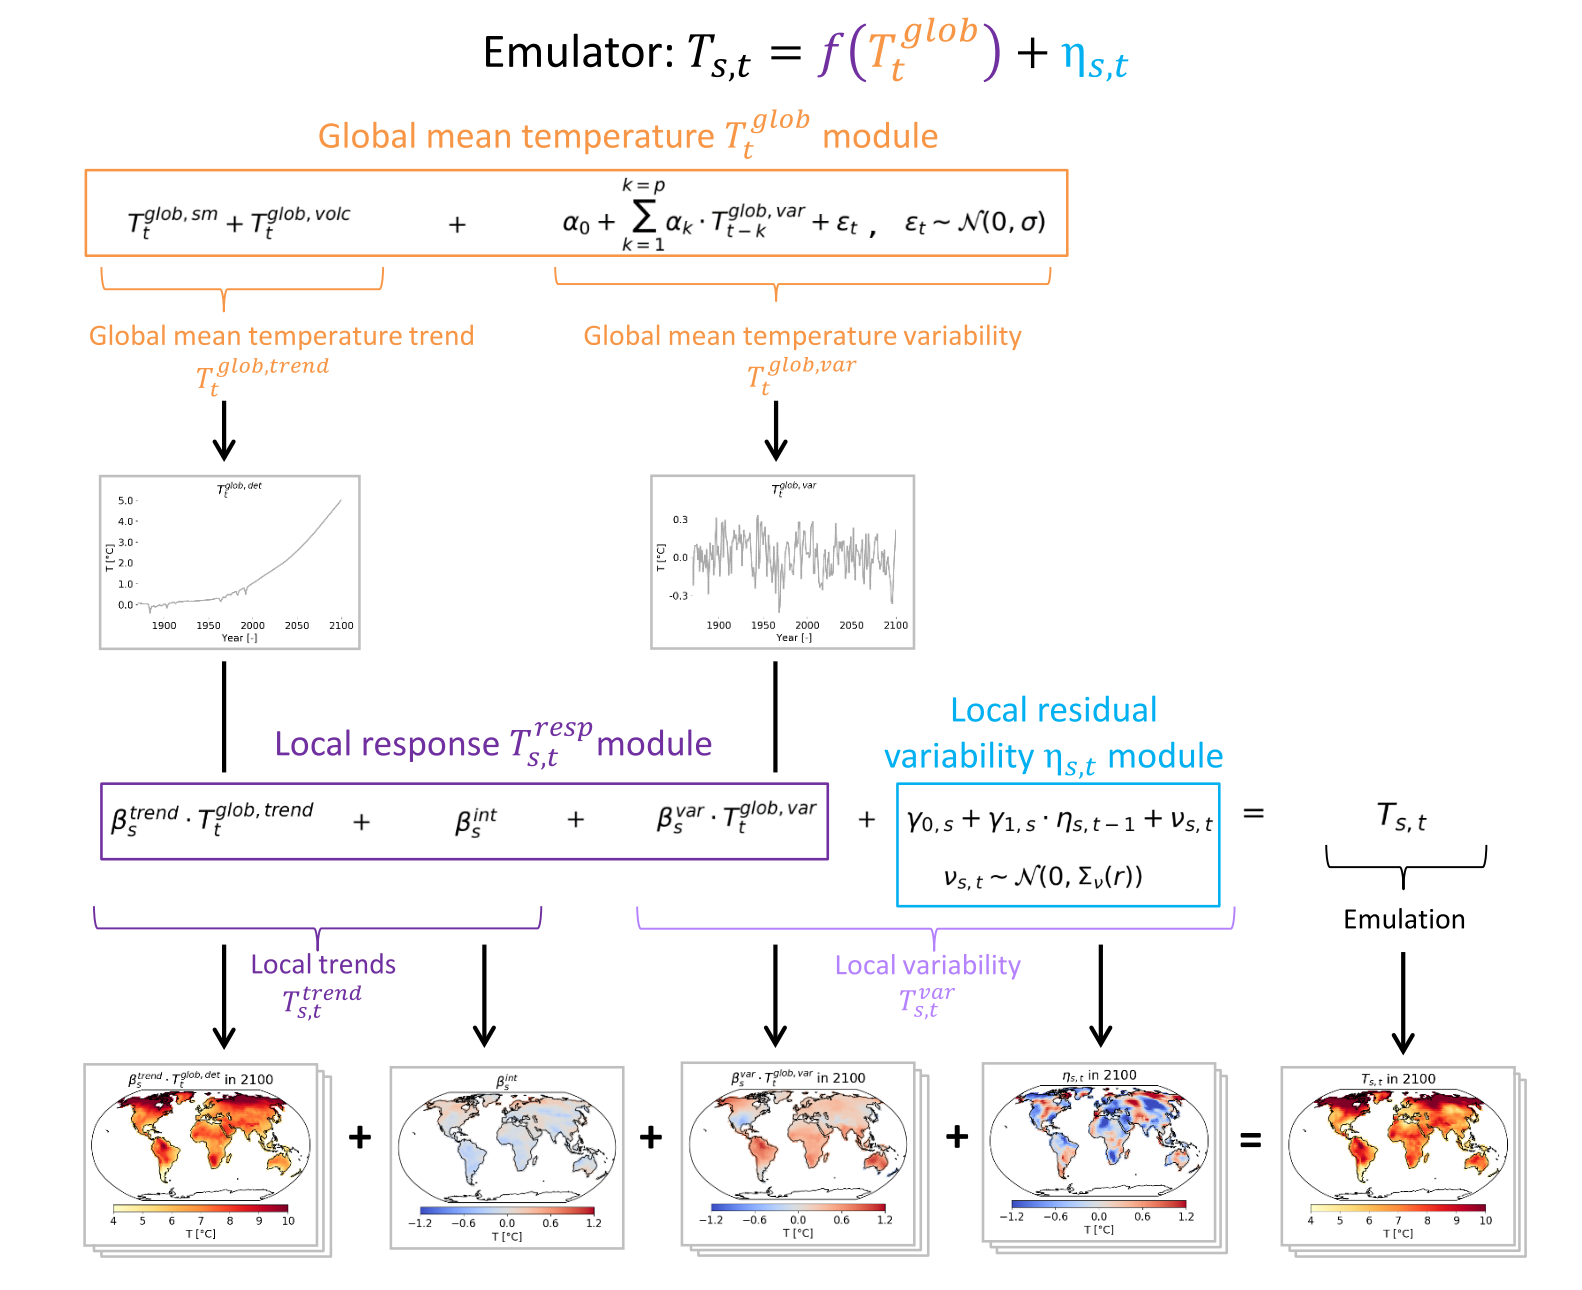 Emulator: T_{s,t} = f(T_t^{glob}) + η_{s,t}
Global mean temperature T_t^{glob} module
T_t^{glob, sm} + T_t^{glob, volc} + α_0 + ∑_{k=1}^{k=p} α_k · T_{t-k}^{glob, var} + ε_t , ε_t ~ 𝒩(0, σ)
Global mean temperature trend
T_t^{glob,trend}
Global mean temperature variability
T_t^{glob,var}
T_t^{glob, det}
5.0
4.0
3.0
2.0
1.0
0.0
T [°C]
1900 1950 2000 2050 2100
Year [-]
T_t^{glob, var}
0.3
0.0
-0.3
T [°C]
1900 1950 2000 2050 2100
Year [-]
Local response T_{s,t}^{resp} module
Local residual
variability η_{s,t} module
β_s^{trend} · T_t^{glob, trend} + β_s^{int} + β_s^{var} · T_t^{glob, var} + γ_{0,s} + γ_{1,s} · η_{s,t-1} + ν_{s,t} = T_{s,t}
ν_{s,t} ~ 𝒩(0, Σ_ν(r))
Local trends
T_{s,t}^{trend}
Local variability
T_{s,t}^{var}
Emulation
β_s^{trend} · T_t^{glob, det} in 2100
4 5 6 7 8 9 10
T [°C]
+
β_s^{int}
−1.2 −0.6 0.0 0.6 1.2
T [°C]
+
β_s^{var} · T_t^{glob, var} in 2100
−1.2 −0.6 0.0 0.6 1.2
T [°C]
+
η_{s,t} in 2100
−1.2 −0.6 0.0 0.6 1.2
T [°C]
=
T_{s,t} in 2100
4 5 6 7 8 9 10
T [°C]